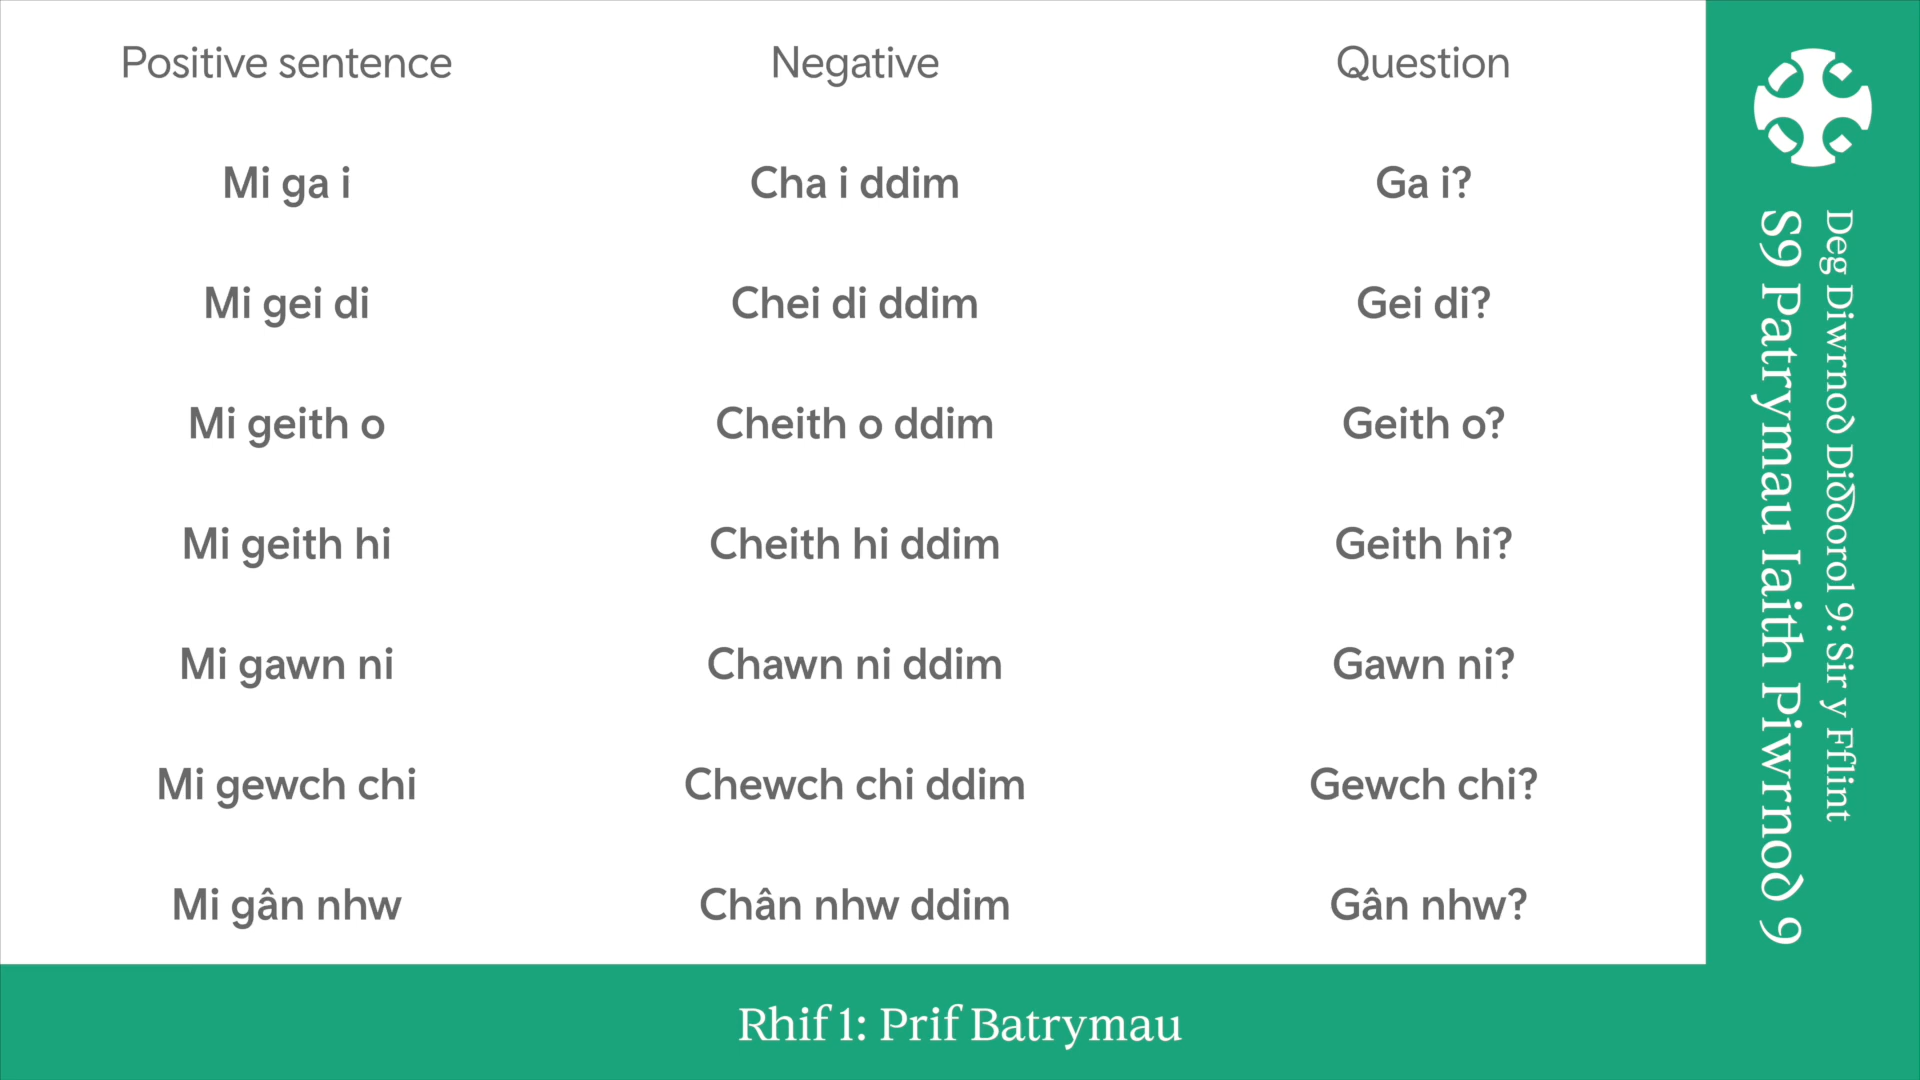 Positive sentence Negative Question
Mi ga i Cha i ddim Ga i?
Mi gei di Chei di ddim Gei di?
Mi geith o Cheith o ddim Geith o?
Mi geith hi Cheith hi ddim Geith hi?
Mi gawn ni Chawn ni ddim Gawn ni?
Mi gewch chi Chewch chi ddim Gewch chi?
Mi gân nhw Chân nhw ddim Gân nhw?
Deg Diwrnod Diddorol 9: Sir y Fflint
S9 Patrymau Iaith Piwrnod 9
Rhif 1: Prif Batrymau